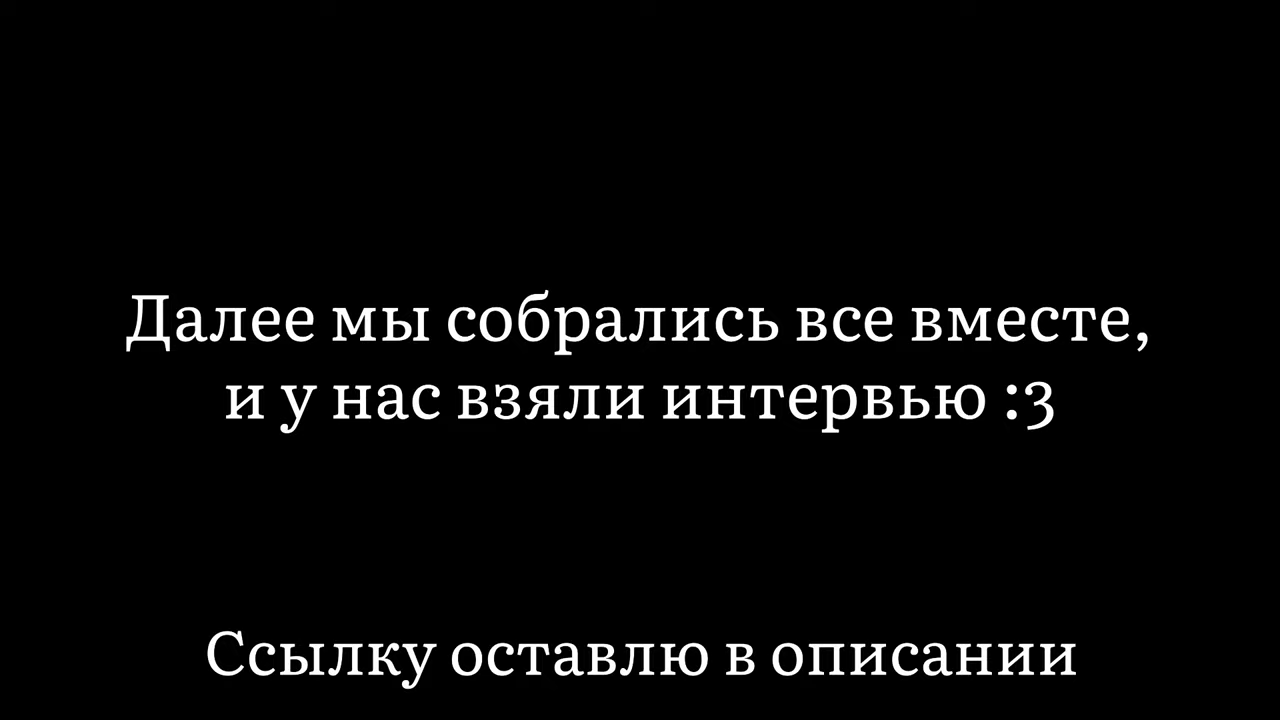 Далее мы собрались все вместе,
и у нас взяли интервью :3
Ссылку оставлю в описании